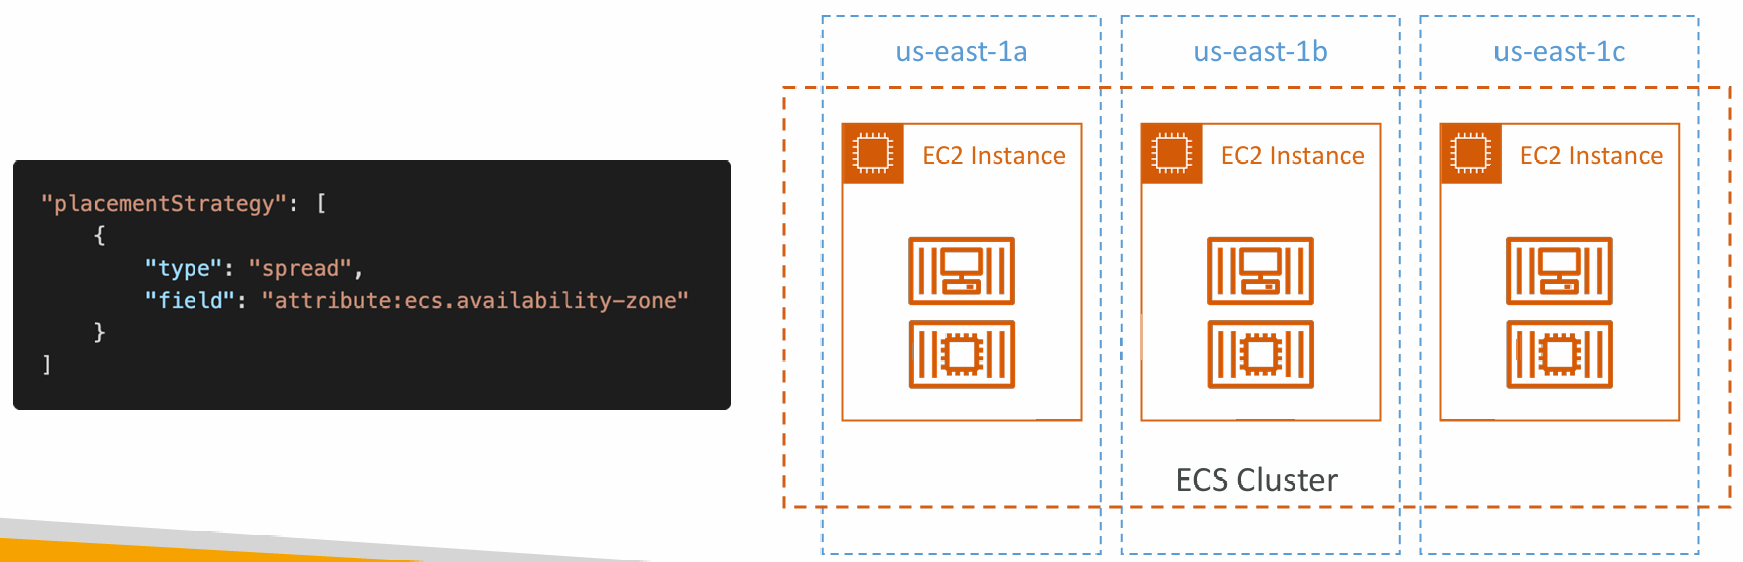 "placementStrategy": [
{
"type": "spread",
"field": "attribute:ecs.availability-zone"
}
]
us-east-1a
us-east-1b
us-east-1c
EC2 Instance
EC2 Instance
EC2 Instance
ECS Cluster